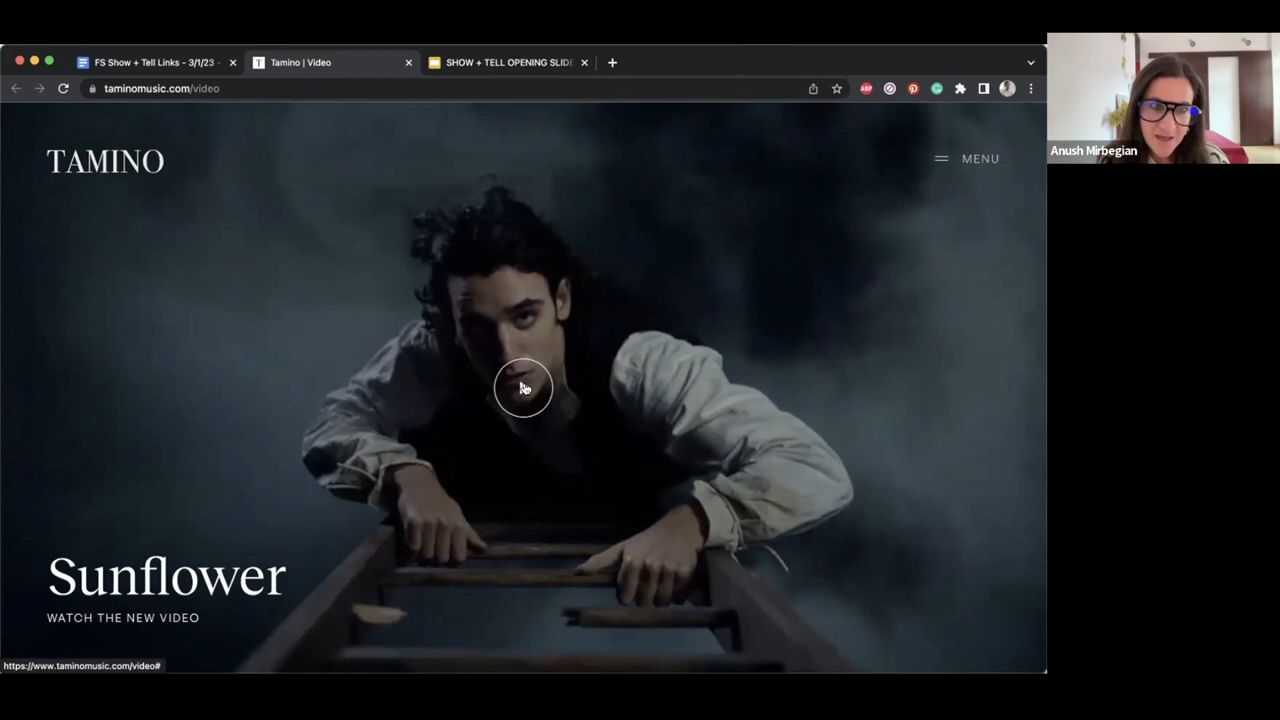 FS Show + Tell Links - 3/1/23 -
Tamino | Video
SHOW + TELL OPENING SLIDE
taminomusic.com/video
ABP
TAMINO
MENU
Anush Mirbegian
Sunflower
WATCH THE NEW VIDEO
https://www.taminomusic.com/video#